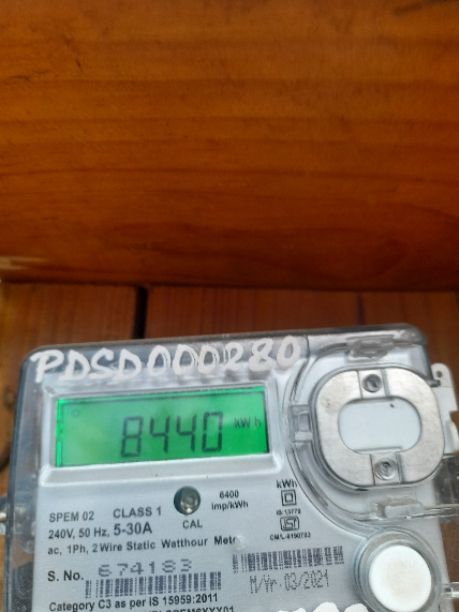 PDSD000280
8440 kWh
SPEM 02 CLASS 1
240V, 50 Hz, 5-30A
ac, 1Ph, 2 Wire Static Watthour
CAL
6400
imp/kWh
kWh
S. No. 674183
M/Yr 03/2021
Category C3 as per IS 15959:2011